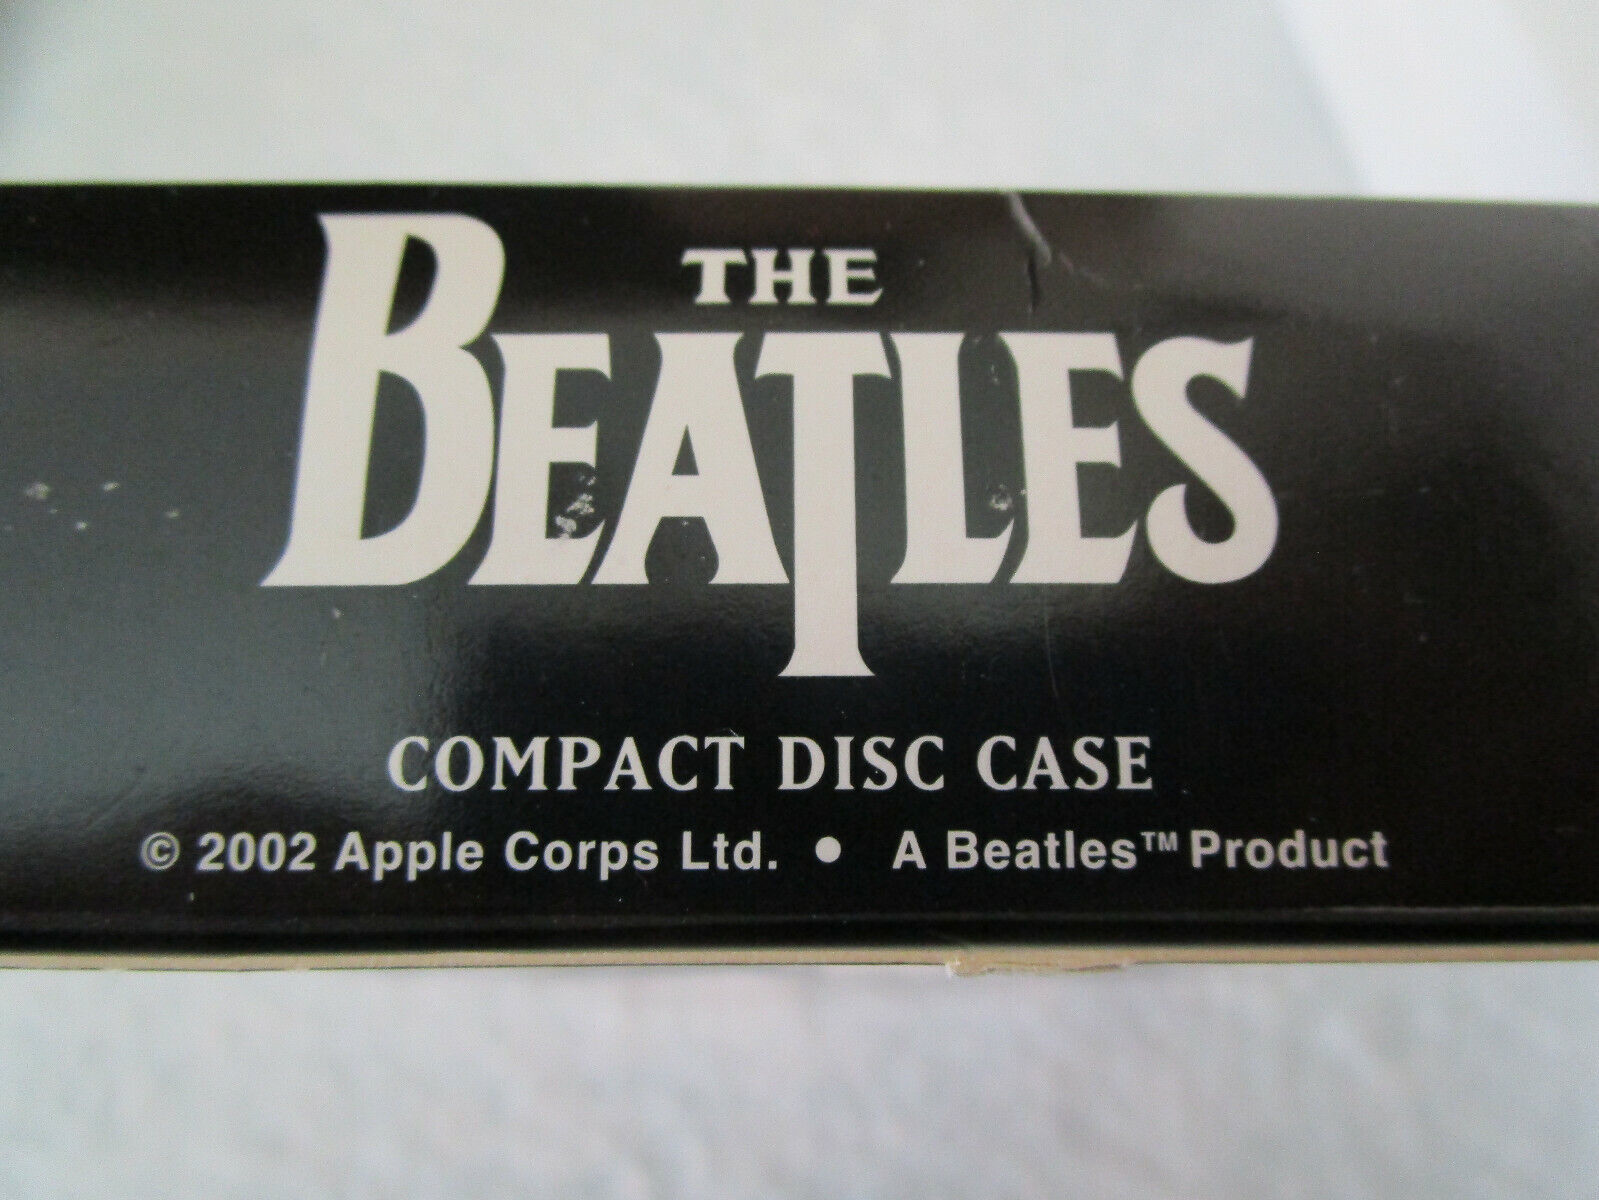 THE
BEATLES
COMPACT DISC CASE
© 2002 Apple Corps Ltd. • A Beatles™ Product